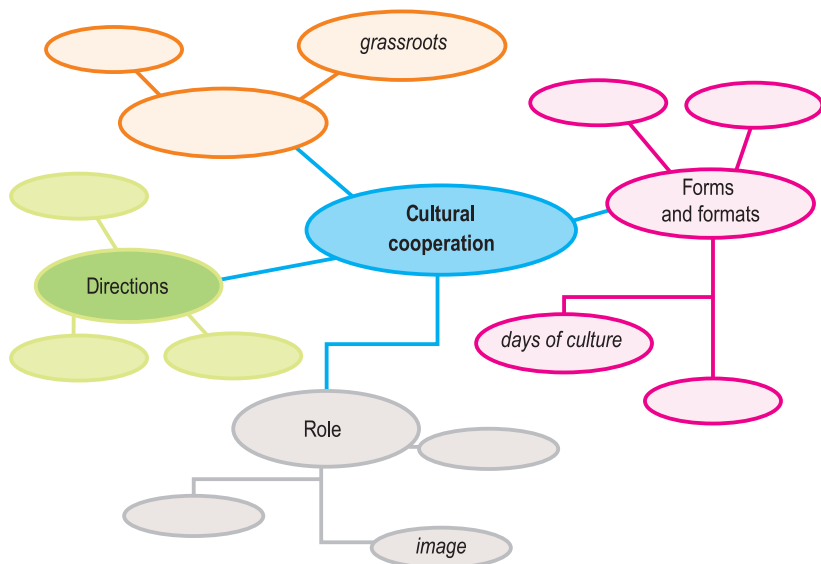 grassroots
Forms
and formats
Cultural
cooperation
Directions
days of culture
Role
image